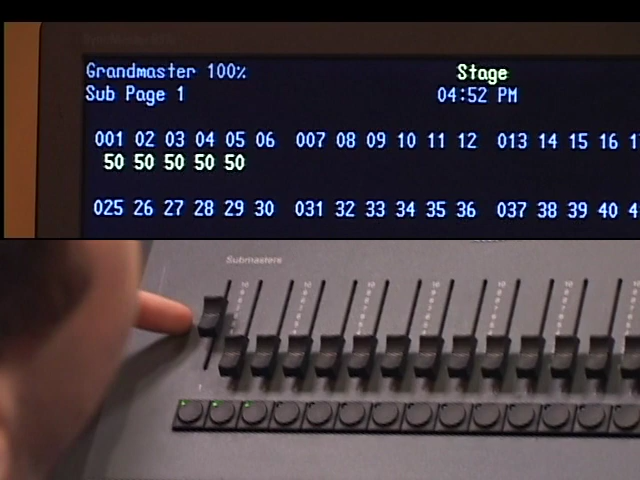 Grandmaster 100% Stage
Sub Page 1 04:52 PM
001 02 03 04 05 06 007 08 09 10 11 12 013 14 15 16
50 50 50 50 50
025 26 27 28 29 30 031 32 33 34 35 36 037 38 39 40
Submasters